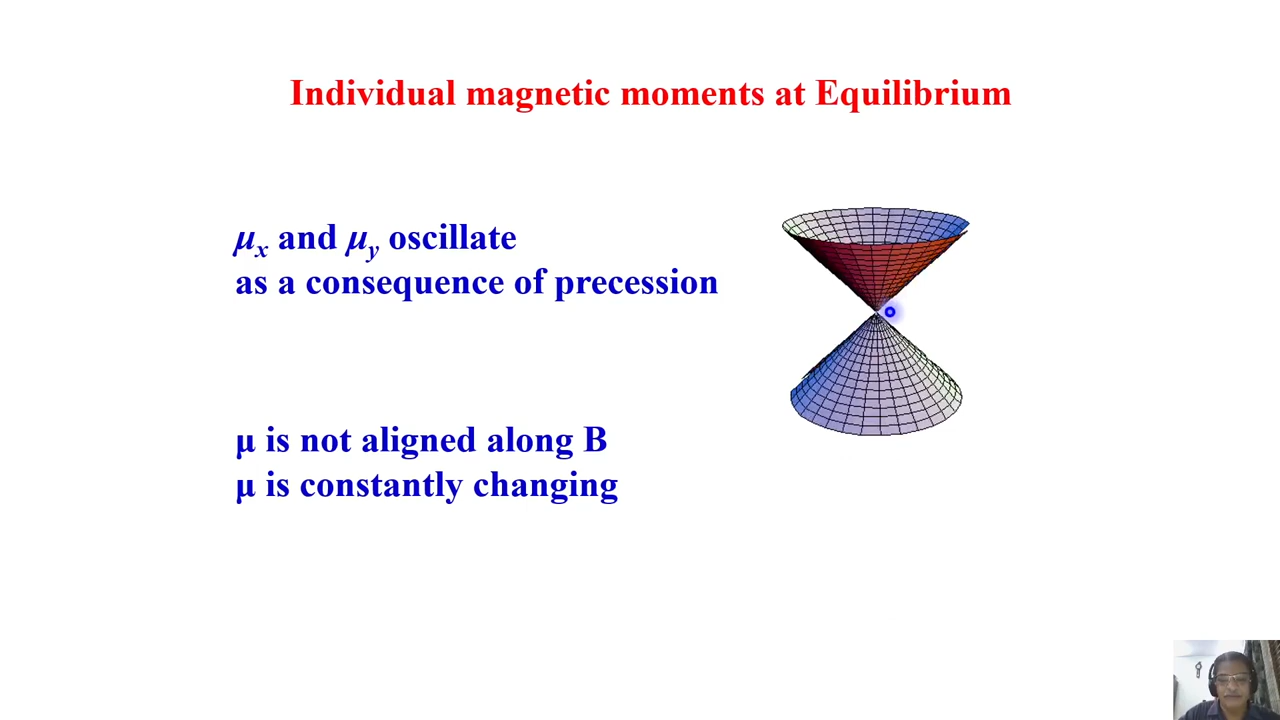 Individual magnetic moments at Equilibrium
μx and μy oscillate
as a consequence of precession
μ is not aligned along B
μ is constantly changing